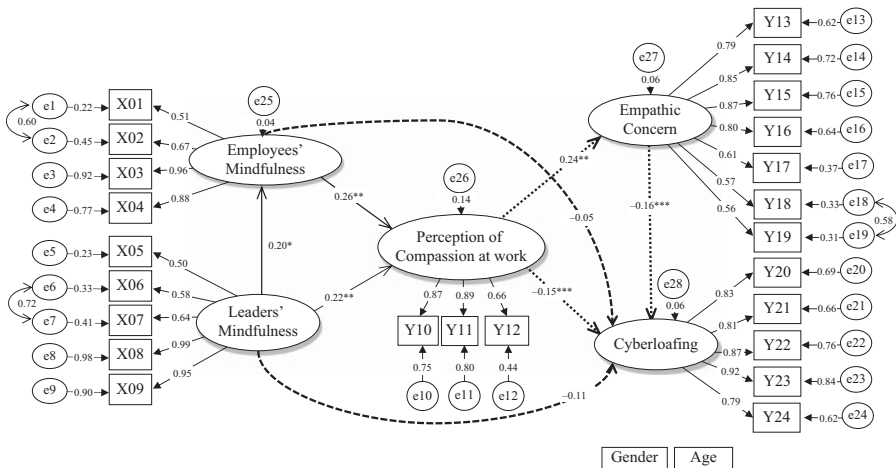 e1
0.22
X01
0.51
0.60
e2
0.45
X02
0.67
e3
0.92
X03
0.96
e4
0.77
X04
0.88
e25
0.04
Employees'
Mindfulness
0.26**
0.20*
e5
0.23
X05
0.50
e6
0.33
X06
0.58
0.72
e7
0.41
X07
0.64
e8
0.98
X08
0.99
e9
0.90
X09
0.95
Leaders'
Mindfulness
0.22**
e26
0.14
Perception of
Compassion at work
0.87
0.89
0.66
Y10
Y11
Y12
0.75
0.80
0.44
e10
e11
e12
0.24**
−0.05
−0.15***
−0.11
−0.16***
e27
0.06
Empathic
Concern
0.79
Y13
0.62
e13
0.85
Y14
0.72
e14
0.87
Y15
0.76
e15
0.80
Y16
0.64
e16
0.61
Y17
0.37
e17
0.57
Y18
0.33
e18
0.58
0.56
Y19
0.31
e19
e28
0.06
Cyberloafing
0.83
Y20
0.69
e20
0.81
Y21
0.66
e21
0.87
Y22
0.76
e22
0.92
Y23
0.84
e23
0.79
Y24
0.62
e24
Gender
Age